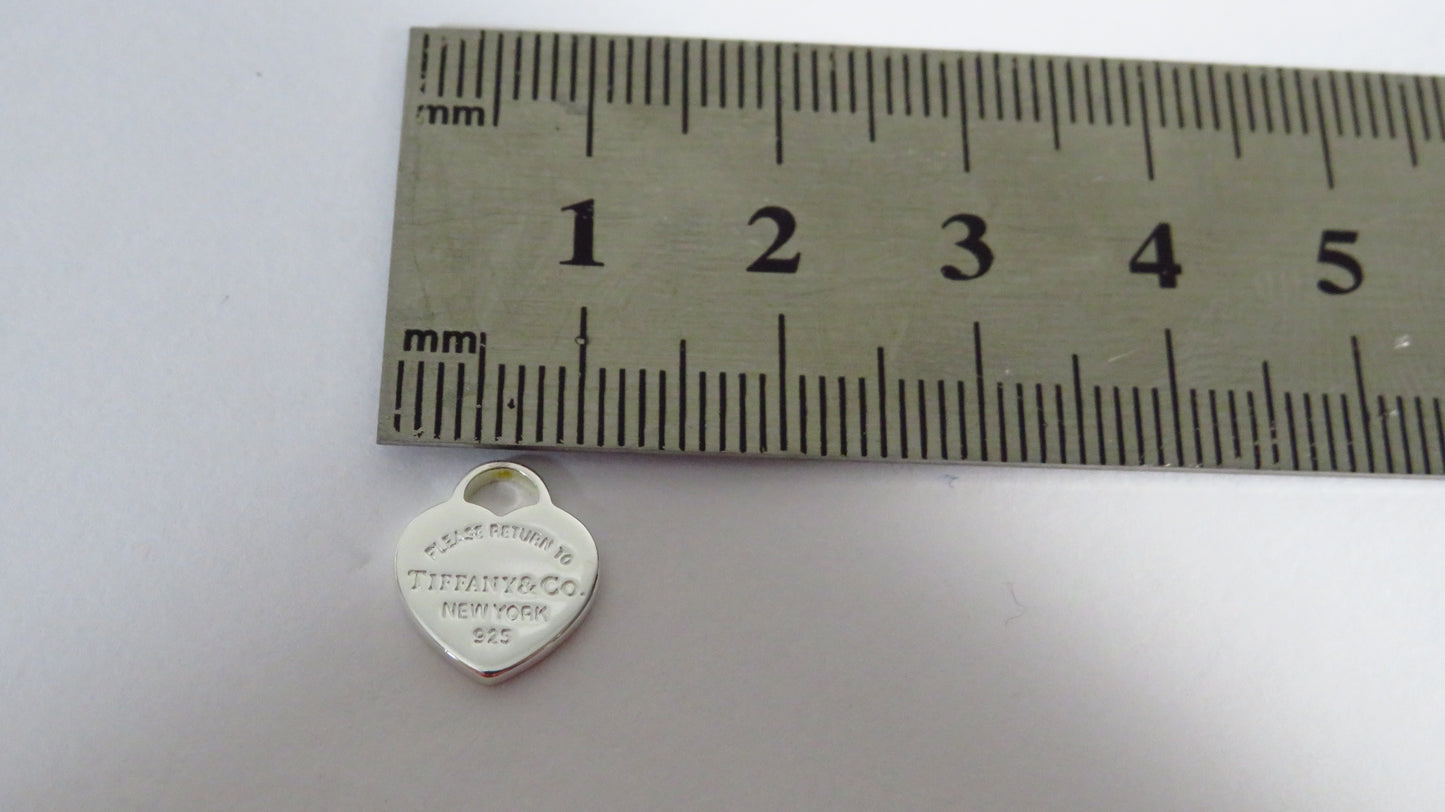 mm
1 2 3 4 5
mm
PLEASE RETURN TO
TIFFANY&CO.
NEW YORK
925